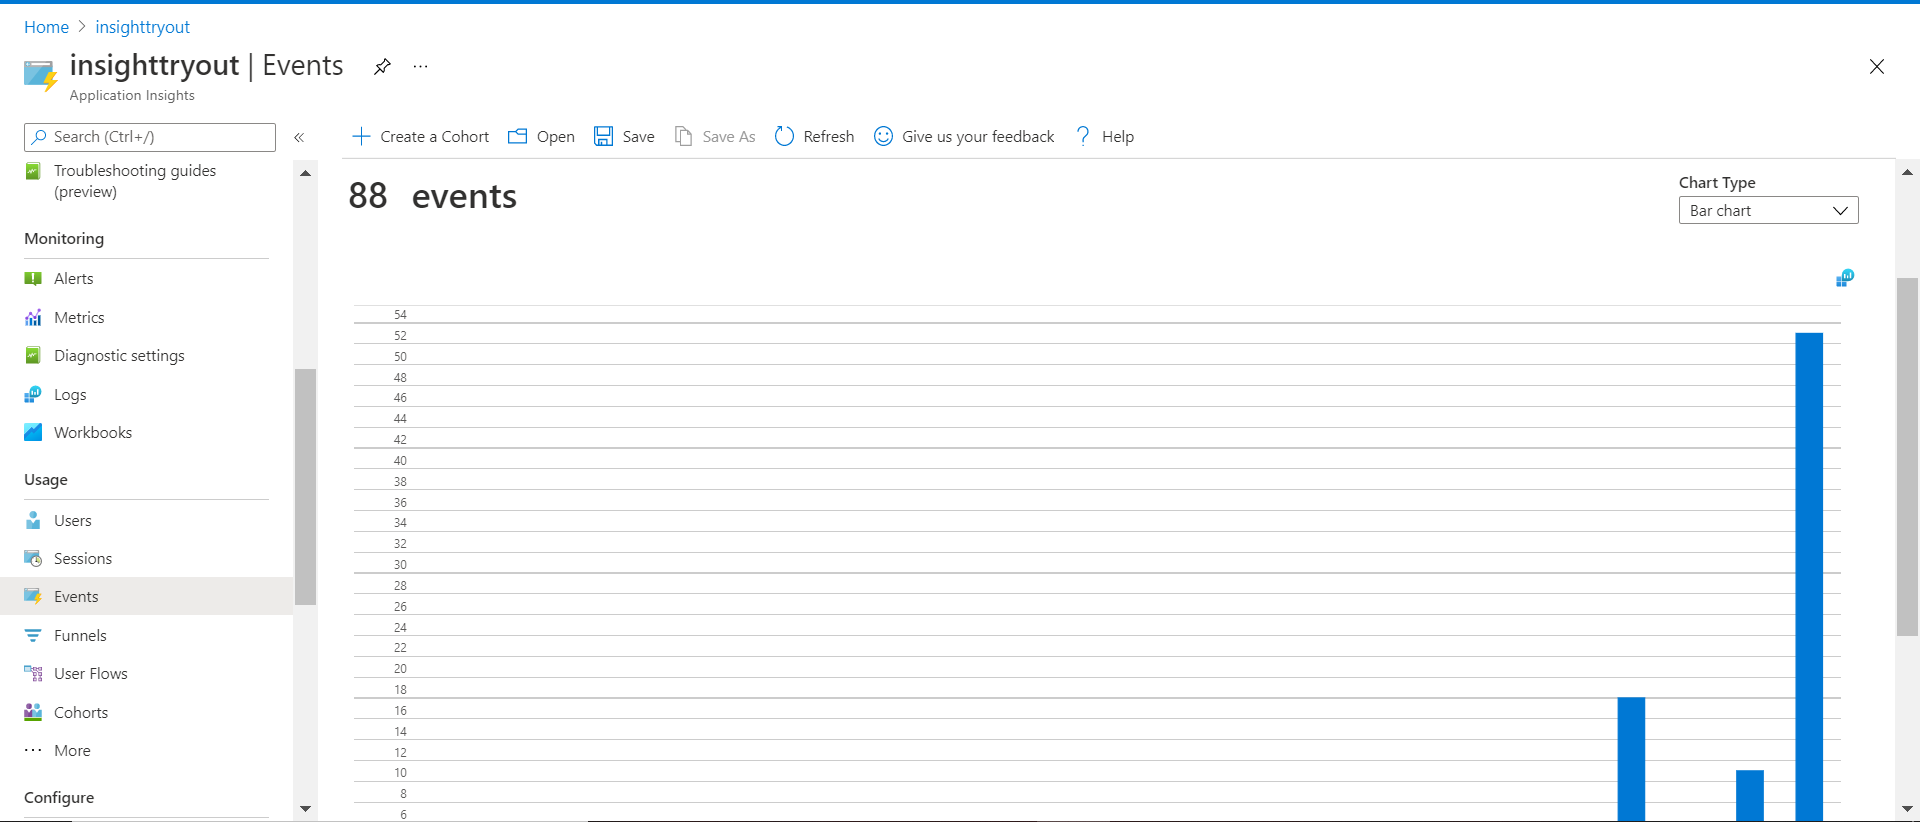 Home > insighttryout
insighttryout | Events
Application Insights
Search (Ctrl+/)
«
Create a Cohort
Open
Save
Save As
Refresh
Give us your feedback
Help
Troubleshooting guides
(preview)
Monitoring
Alerts
Metrics
Diagnostic settings
Logs
Workbooks
Usage
Users
Sessions
Events
Funnels
User Flows
Cohorts
More
Configure
88 events
Chart Type
Bar chart
54
52
50
48
46
44
42
40
38
36
34
32
30
28
26
24
22
20
18
16
14
12
10
8
6